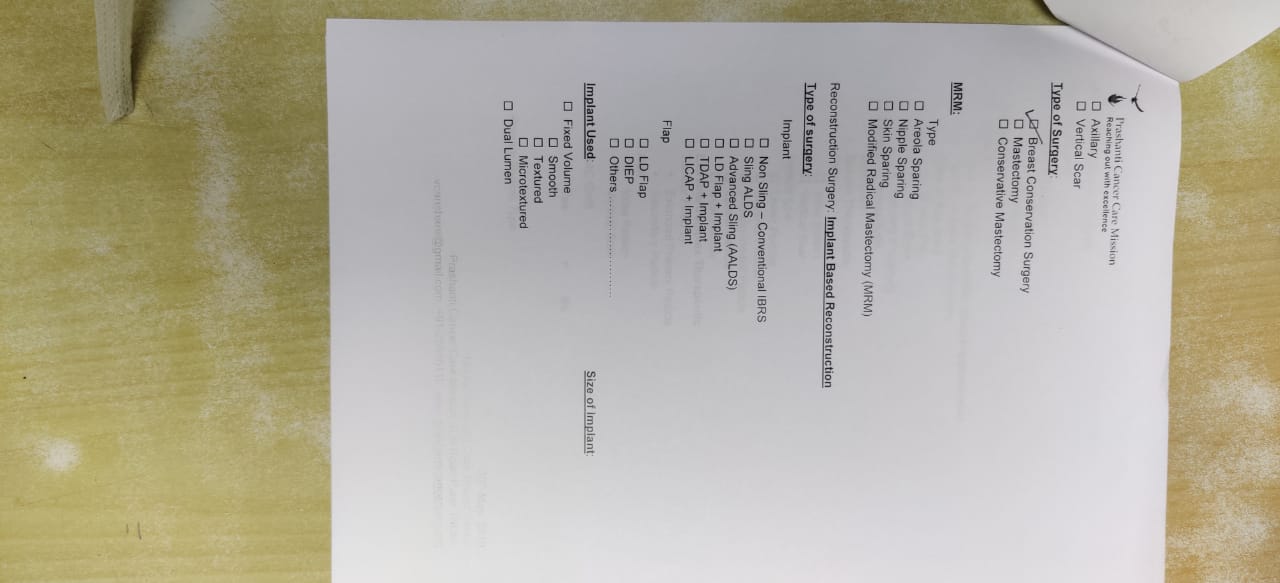 Prashanti Cancer Care Mission
Reaching out with excellence
☐ Axillary
☐ Vertical Scar
Type of Surgery:
☑ Breast Conservation Surgery
☐ Mastectomy
☐ Conservative Mastectomy
MRM:
Type
☐ Areola Sparing
☐ Nipple Sparing
☐ Skin Sparing
☐ Modified Radical Mastectomy (MRM)
Reconstruction Surgery: Implant Based Reconstruction
Type of surgery:
Implant
☐ Non Sling – Conventional IBRS
☐ Sling ALDS
☐ Advanced Sling (AALDS)
☐ LD Flap + Implant
☐ TDAP + Implant
☐ LICAP + Implant
Flap
☐ LD Flap
☐ DIEP
☐ Others ............................
Implant Used: Size of Implant:
☐ Fixed Volume
☐ Smooth
☐ Textured
☐ Microtextured
☐ Dual Lumen